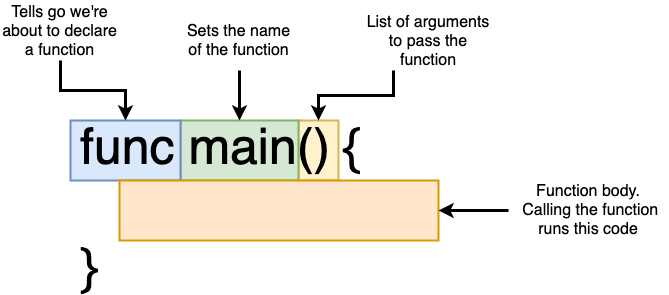 Tells go we're
about to declare
a function
Sets the name
of the function
List of arguments
to pass the
function
func main() {
Function body.
Calling the function
runs this code
}